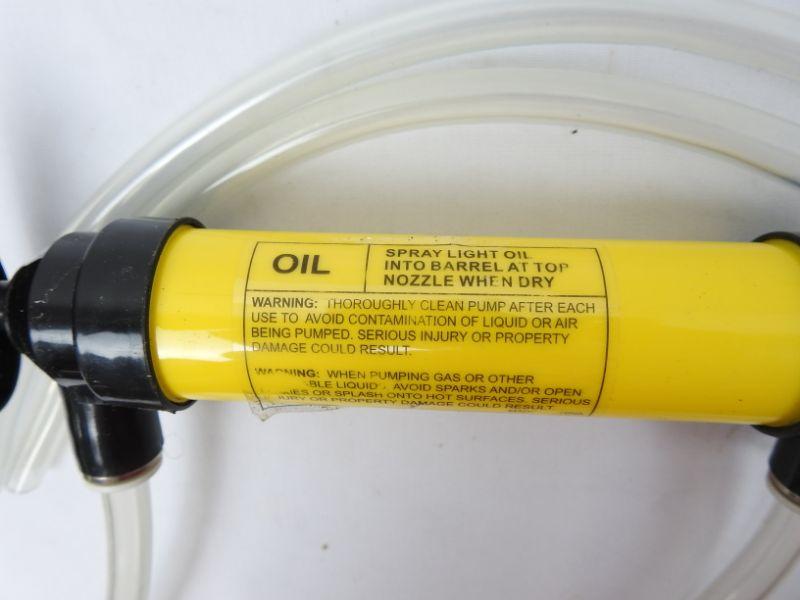 OIL
SPRAY LIGHT OIL
INTO BARREL AT TOP
NOZZLE WHEN DRY
WARNING: THOROUGHLY CLEAN PUMP AFTER EACH
USE TO AVOID CONTAMINATION OF LIQUID OR AIR
BEING PUMPED. SERIOUS INJURY OR PROPERTY
DAMAGE COULD RESULT.
WARNING: WHEN PUMPING GAS OR OTHER
LIQUID, AVOID SPARKS AND/OR OPEN
OR SPLASH ONTO HOT SURFACES. SERIOUS
INJURY OR PROPERTY DAMAGE COULD RESULT.